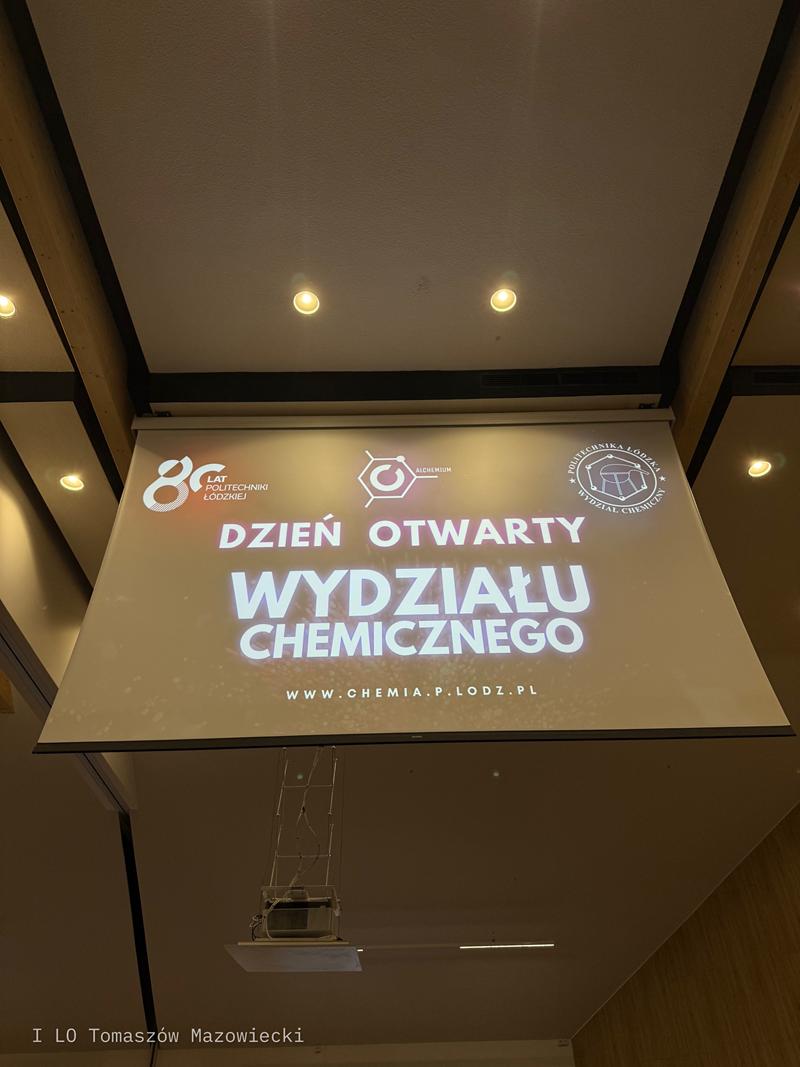 80 LAT
POLITECHNIKI
ŁÓDZKIEJ
ALCHEMIUM
POLITECHNIKA ŁÓDZKA
WYDZIAŁ CHEMICZNY
DZIEŃ OTWARTY
WYDZIAŁU
CHEMICZNEGO
WWW.CHEMIA.P.LODZ.PL
I LO Tomaszów Mazowiecki